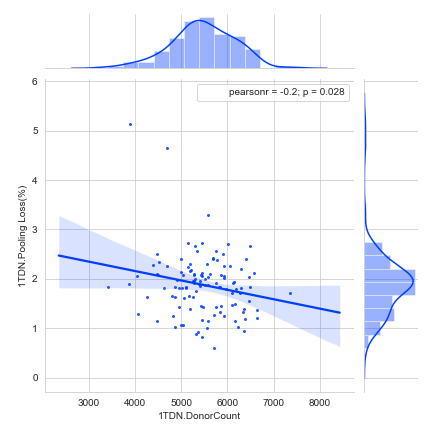 pearsonr = -0.2; p = 0.028
6
5
4
3
2
1
0
1TDN.Pooling Loss(%)
3000 4000 5000 6000 7000 8000
1TDN.DonorCount